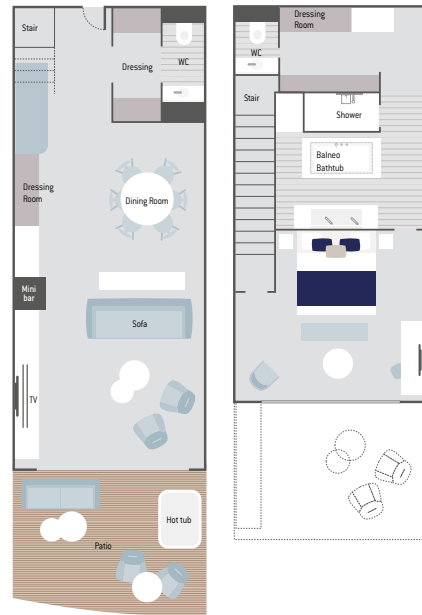 Stair
Dressing
WC
Dressing
Room
Dining Room
Mini
bar
Sofa
TV
Hot tub
Patio
Dressing
Room
WC
Stair
Shower
Balneo
Bathtub